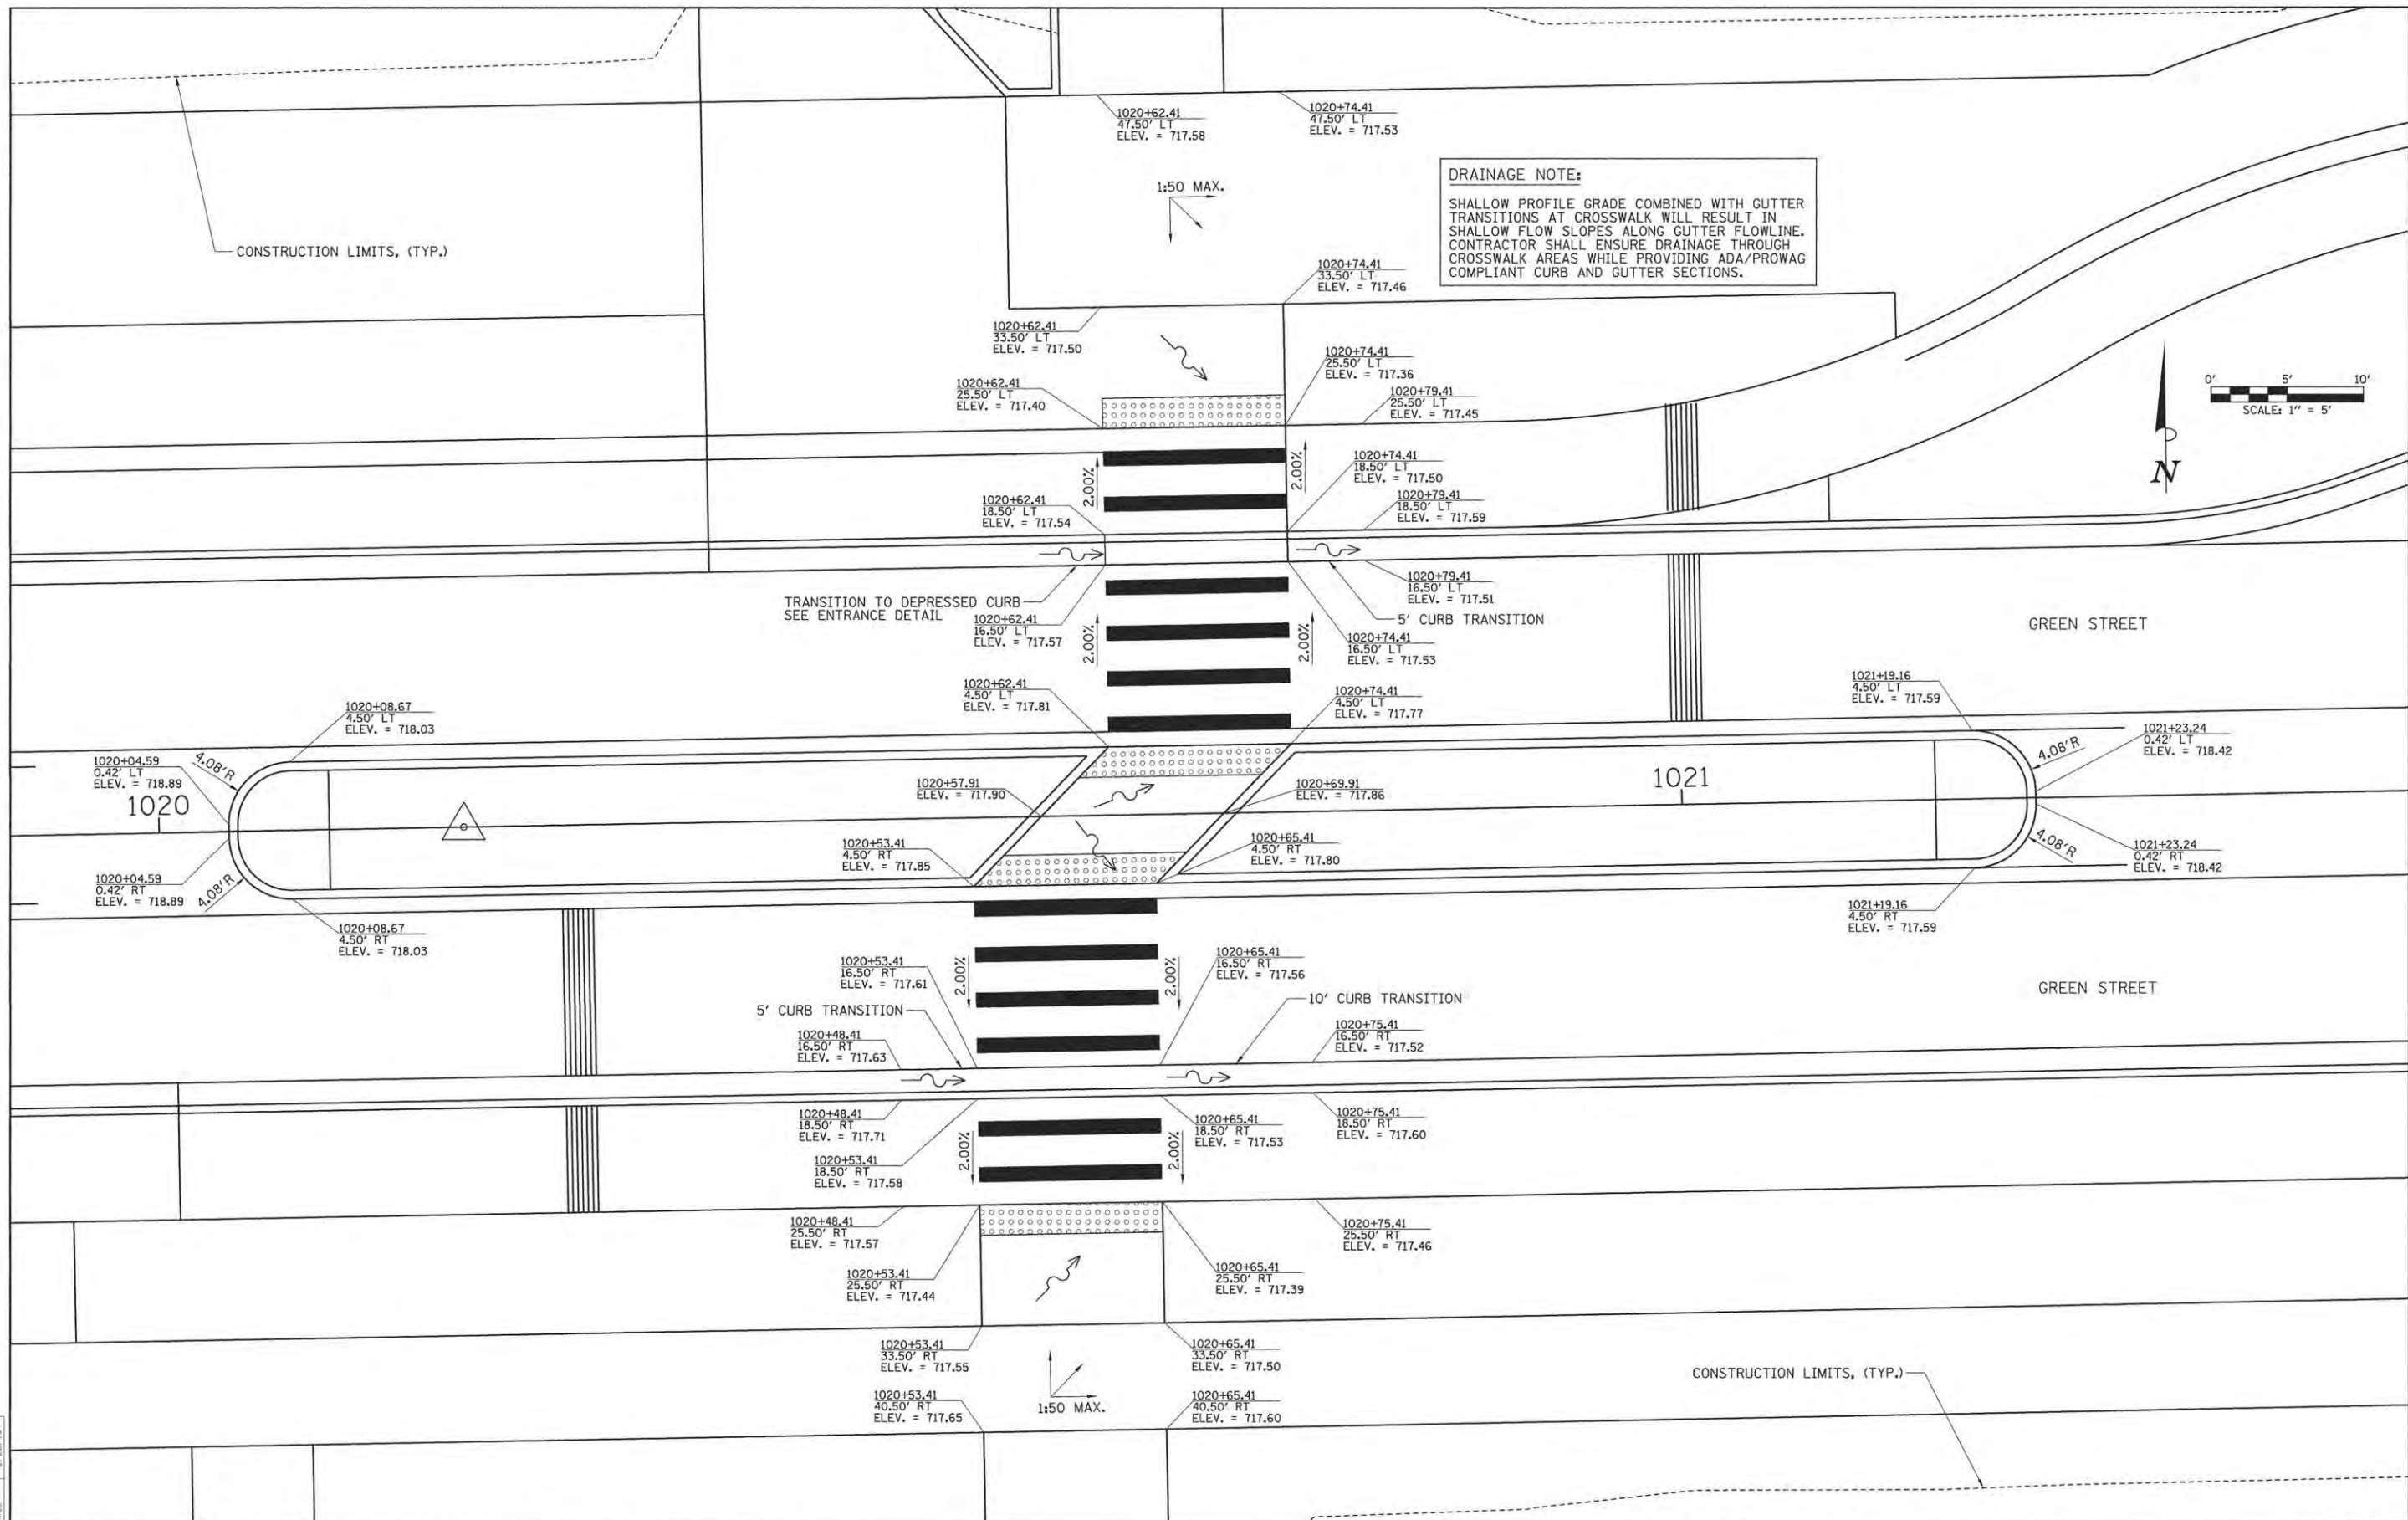 1020+62.41
47.50' LT
ELEV. = 717.58
1020+74.41
47.50' LT
ELEV. = 717.53
1:50 MAX.
DRAINAGE NOTE:
SHALLOW PROFILE GRADE COMBINED WITH GUTTER
TRANSITIONS AT CROSSWALK WILL RESULT IN
SHALLOW FLOW SLOPES ALONG GUTTER FLOWLINE.
CONTRACTOR SHALL ENSURE DRAINAGE THROUGH
CROSSWALK AREAS WHILE PROVIDING ADA/PROWAG
COMPLIANT CURB AND GUTTER SECTIONS.
CONSTRUCTION LIMITS, (TYP.)
1020+74.41
33.50' LT
ELEV. = 717.46
1020+62.41
33.50' LT
ELEV. = 717.50
1020+74.41
25.50' LT
ELEV. = 717.36
1020+62.41
25.50' LT
ELEV. = 717.40
1020+79.41
25.50' LT
ELEV. = 717.45
0' 5' 10'
SCALE: 1" = 5'
N
2.00%
2.00%
1020+74.41
18.50' LT
ELEV. = 717.50
1020+62.41
18.50' LT
ELEV. = 717.54
1020+79.41
18.50' LT
ELEV. = 717.59
1020+79.41
16.50' LT
ELEV. = 717.51
TRANSITION TO DEPRESSED CURB
SEE ENTRANCE DETAIL
1020+62.41
16.50' LT
ELEV. = 717.57
5' CURB TRANSITION
2.00%
2.00%
1020+74.41
16.50' LT
ELEV. = 717.53
GREEN STREET
1020+62.41
4.50' LT
ELEV. = 717.81
1020+74.41
4.50' LT
ELEV. = 717.77
1021+19.16
4.50' LT
ELEV. = 717.59
1020+08.67
4.50' LT
ELEV. = 718.03
1021+23.24
0.42' LT
ELEV. = 718.42
4.08'R
4.08'R
1020+04.59
0.42' LT
ELEV. = 718.89
1020
1020+57.91
ELEV. = 717.90
1020+69.91
ELEV. = 717.86
1021
1020+53.41
4.50' RT
ELEV. = 717.85
1020+65.41
4.50' RT
ELEV. = 717.80
4.08'R
1021+23.24
0.42' RT
ELEV. = 718.42
1020+04.59
0.42' RT
ELEV. = 718.89
4.08'R
1020+08.67
4.50' RT
ELEV. = 718.03
1021+19.16
4.50' RT
ELEV. = 717.59
1020+53.41
16.50' RT
ELEV. = 717.61
2.00%
2.00%
1020+65.41
16.50' RT
ELEV. = 717.56
GREEN STREET
5' CURB TRANSITION
10' CURB TRANSITION
1020+48.41
16.50' RT
ELEV. = 717.63
1020+75.41
16.50' RT
ELEV. = 717.52
1020+48.41
18.50' RT
ELEV. = 717.71
1020+65.41
18.50' RT
ELEV. = 717.53
1020+75.41
18.50' RT
ELEV. = 717.60
2.00%
2.00%
1020+53.41
18.50' RT
ELEV. = 717.58
1020+48.41
25.50' RT
ELEV. = 717.57
1020+75.41
25.50' RT
ELEV. = 717.46
1020+53.41
25.50' RT
ELEV. = 717.44
1020+65.41
25.50' RT
ELEV. = 717.39
1020+53.41
33.50' RT
ELEV. = 717.55
1020+65.41
33.50' RT
ELEV. = 717.50
CONSTRUCTION LIMITS, (TYP.)
1020+53.41
40.50' RT
ELEV. = 717.65
1:50 MAX.
1020+65.41
40.50' RT
ELEV. = 717.60